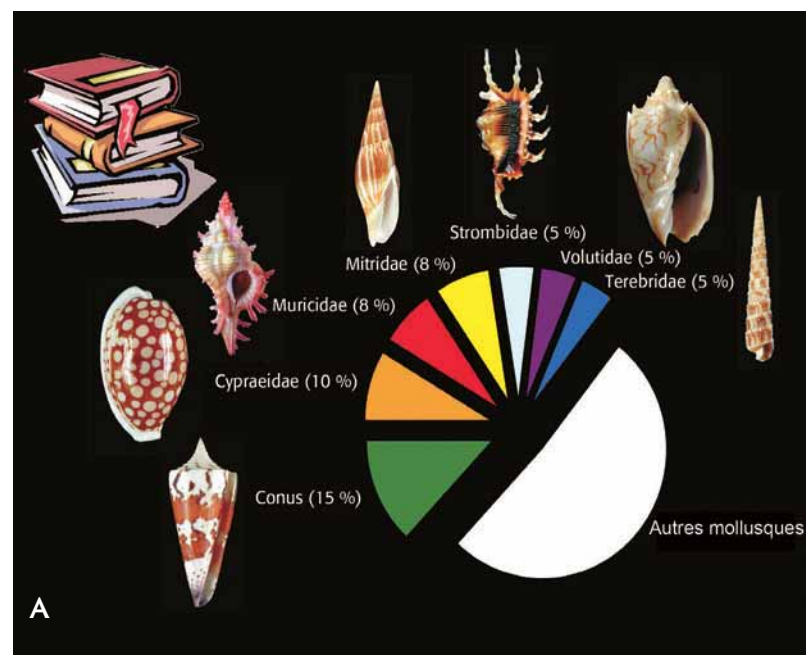 Strombidae (5 %)
Volutidae (5 %)
Mitridae (8 %)
Terebridae (5 %)
Muricidae (8 %)
Cypraeidae (10 %)
Conus (15 %)
Autres mollusques
A